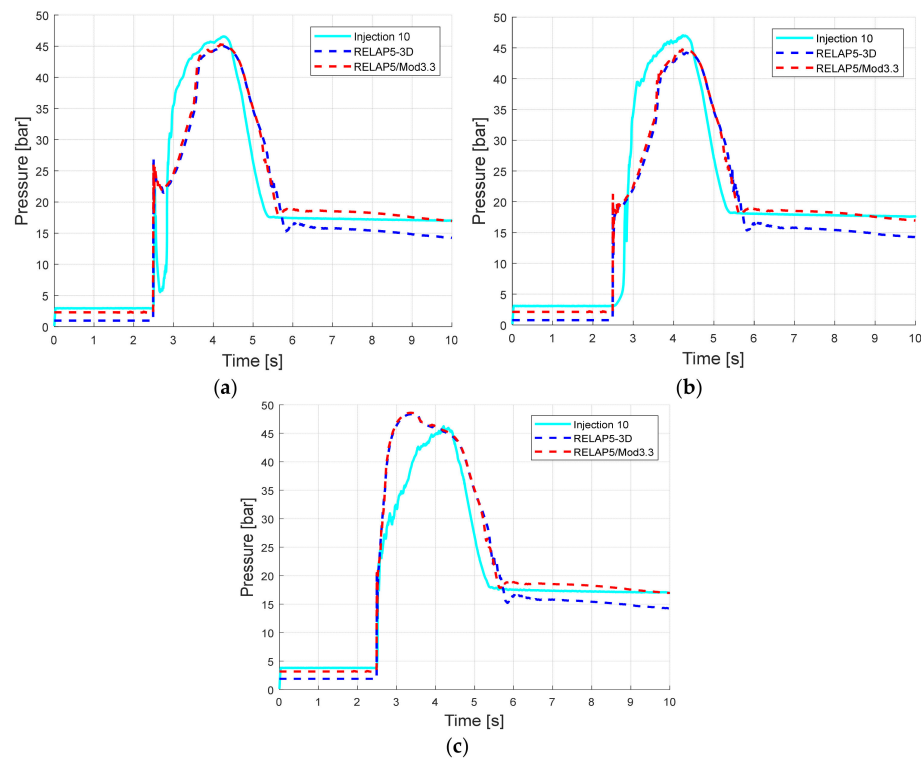 50
45
40
35
30
25
20
15
10
5
0
Pressure [bar]
Injection 10
RELAP5-3D
RELAP5/Mod3.3
0 1 2 3 4 5 6 7 8 9 10
Time [s]
(a)
50
45
40
35
30
25
20
15
10
5
0
Pressure [bar]
Injection 10
RELAP5-3D
RELAP5/Mod3.3
0 1 2 3 4 5 6 7 8 9 10
Time [s]
(b)
50
45
40
35
30
25
20
15
10
5
0
Pressure [bar]
Injection 10
RELAP5-3D
RELAP5/Mod3.3
0 1 2 3 4 5 6 7 8 9 10
Time [s]
(c)